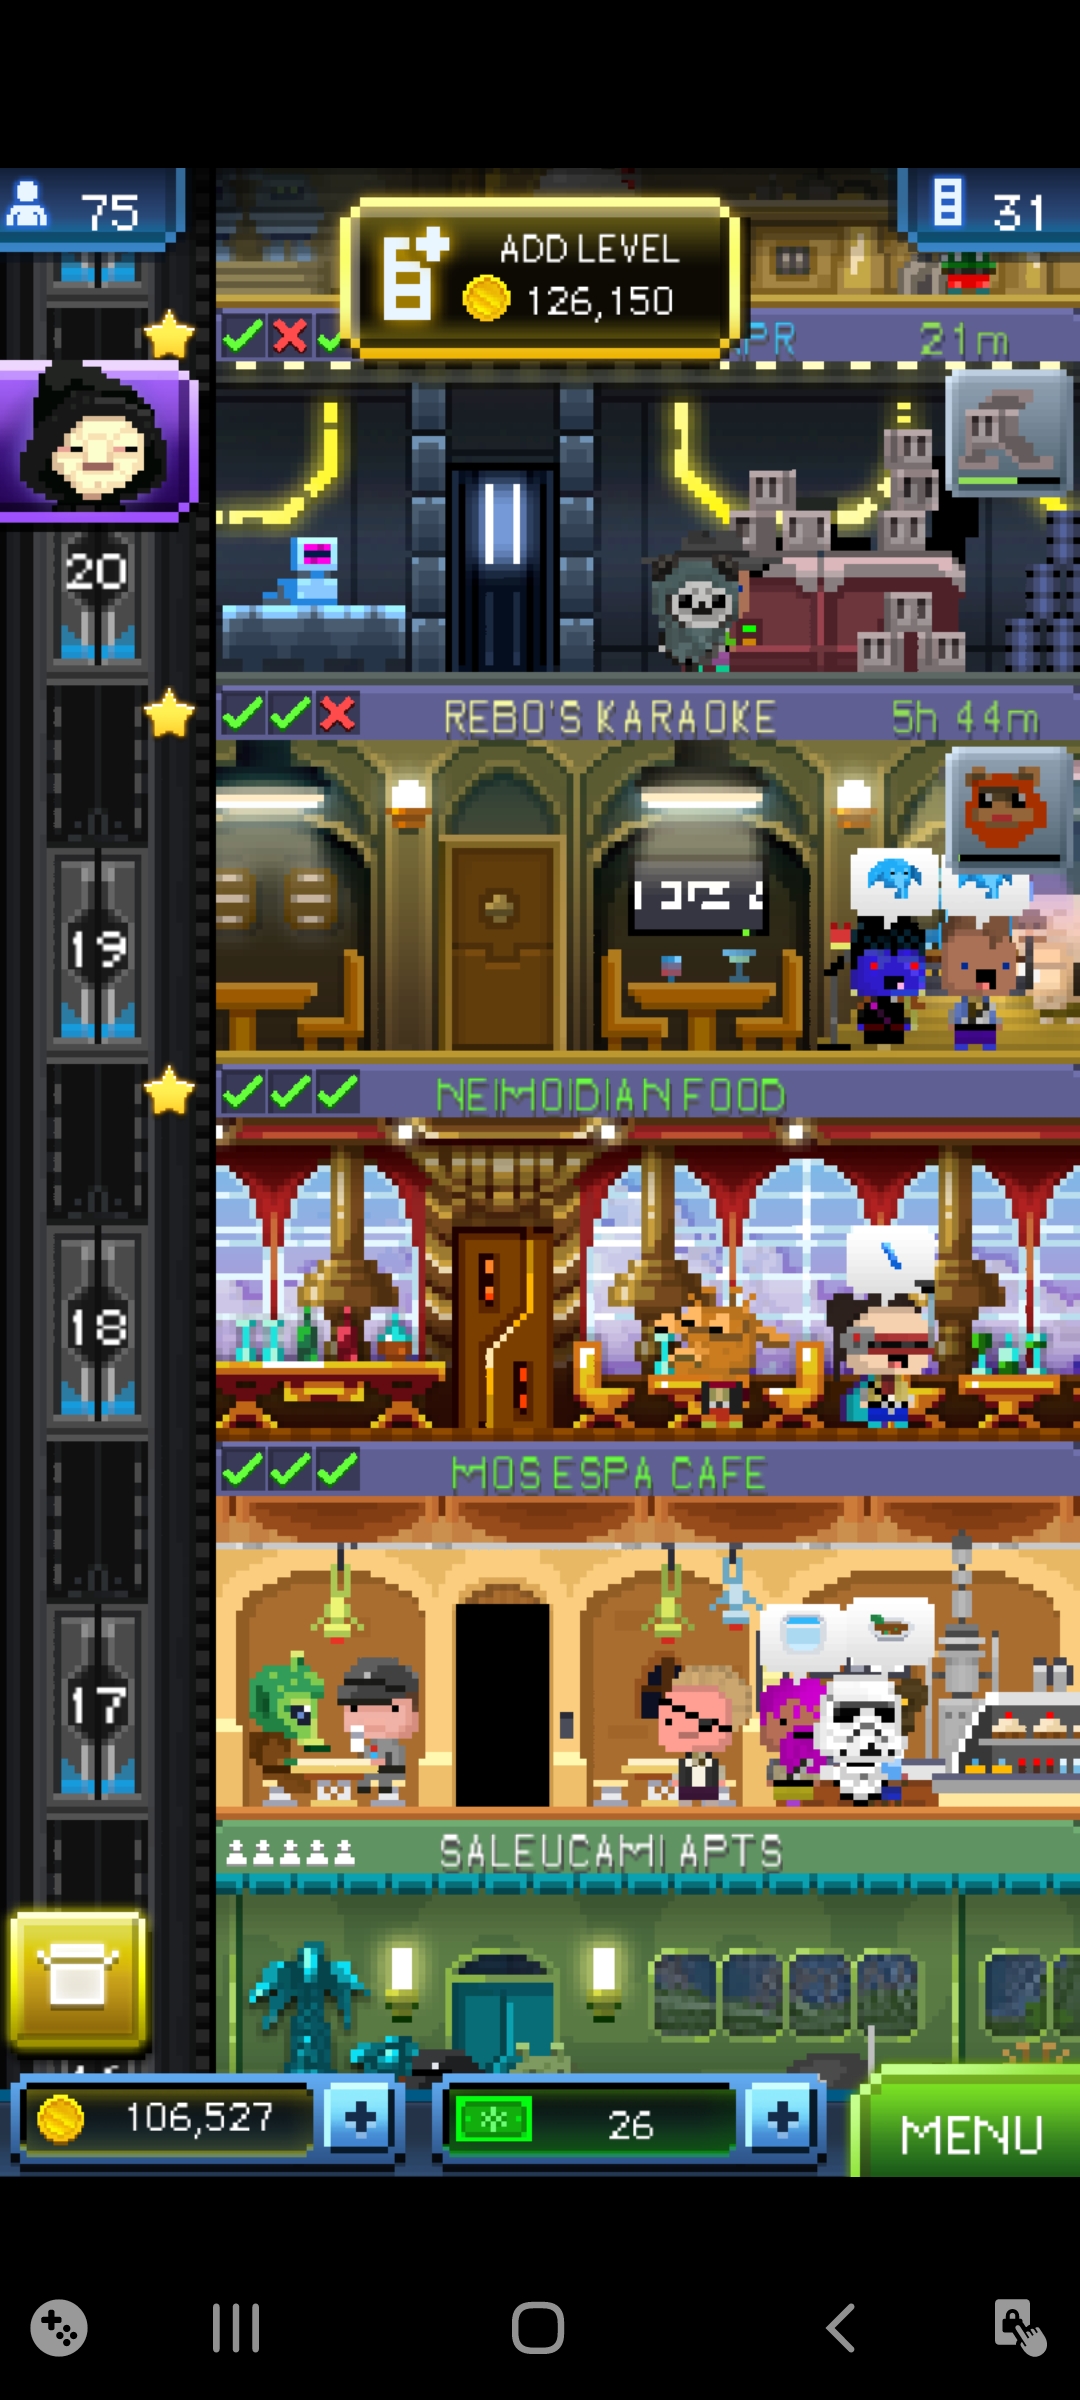 75
ADD LEVEL
126,150
31
PR 21m
20
REBO'S KARAOKE 5h 44m
19
NEIMOIDIAN FOOD
18
MOS ESPA CAFE
17
SALEUCAMI APTS
106,527
26
MENU